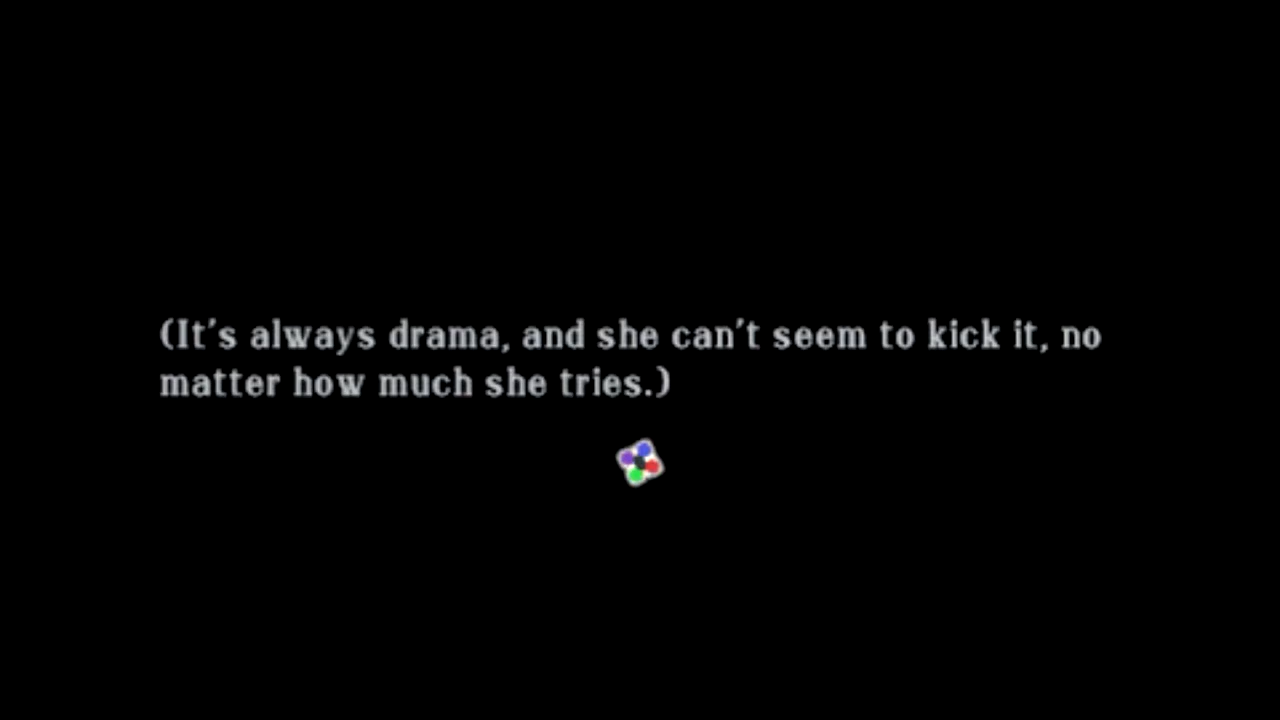 (It's always drama, and she can't seem to kick it, no
matter how much she tries.)